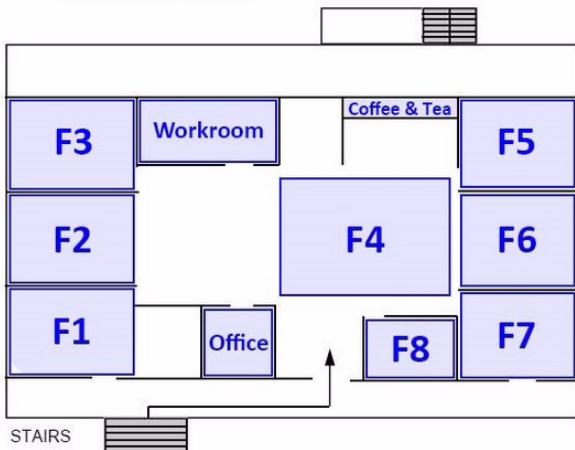 Coffee & Tea
F3
Workroom
F5
F2
F4
F6
F1
Office
F8
F7
STAIRS